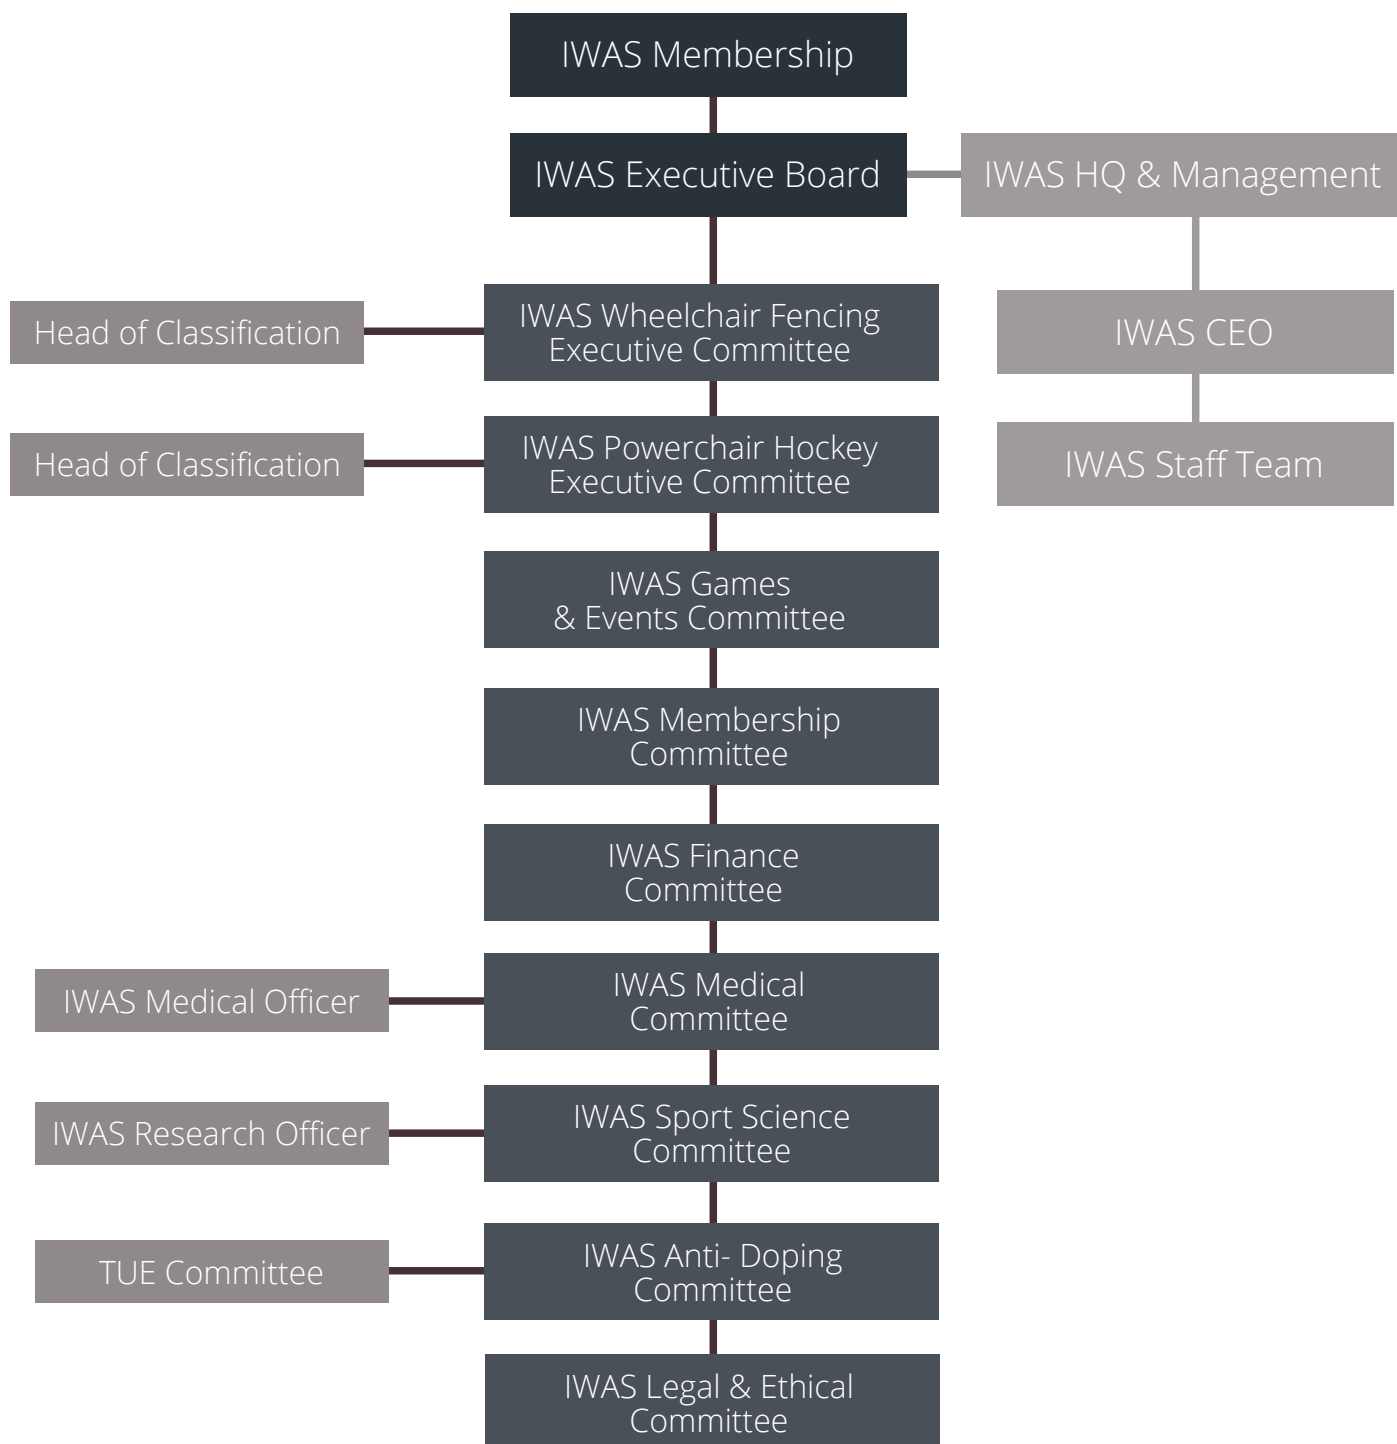 IWAS Membership
IWAS Executive Board
IWAS HQ & Management
Head of Classification
IWAS Wheelchair Fencing
Executive Committee
IWAS CEO
Head of Classification
IWAS Powerchair Hockey
Executive Committee
IWAS Staff Team
IWAS Games
& Events Committee
IWAS Membership
Committee
IWAS Finance
Committee
IWAS Medical Officer
IWAS Medical
Committee
IWAS Research Officer
IWAS Sport Science
Committee
TUE Committee
IWAS Anti- Doping
Committee
IWAS Legal & Ethical
Committee